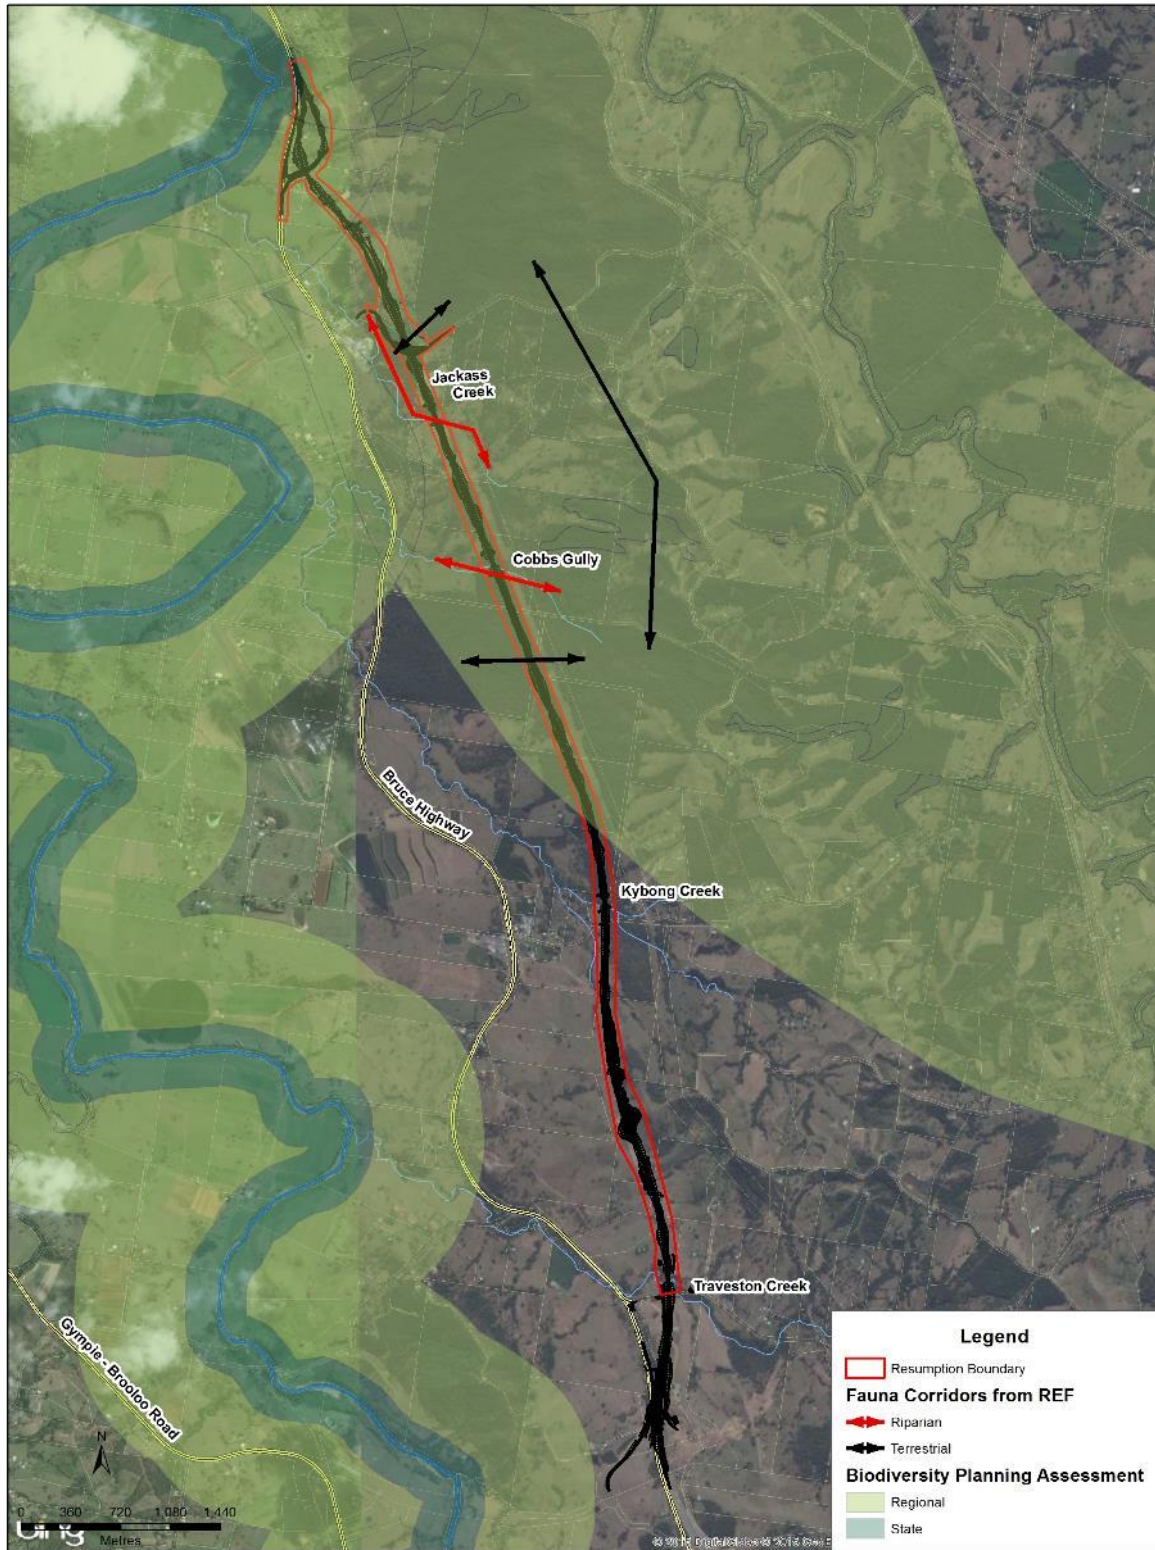 Jackass
Creek
Cobbs Gully
Bruce Highway
Kybong Creek
Traveston Creek
Gympie - Brooloo Road
N
0 360 720 1,080 1,440
Metres
bing
Legend
Resumption Boundary
Fauna Corridors from REF
Riparian
Terrestrial
Biodiversity Planning Assessment
Regional
State